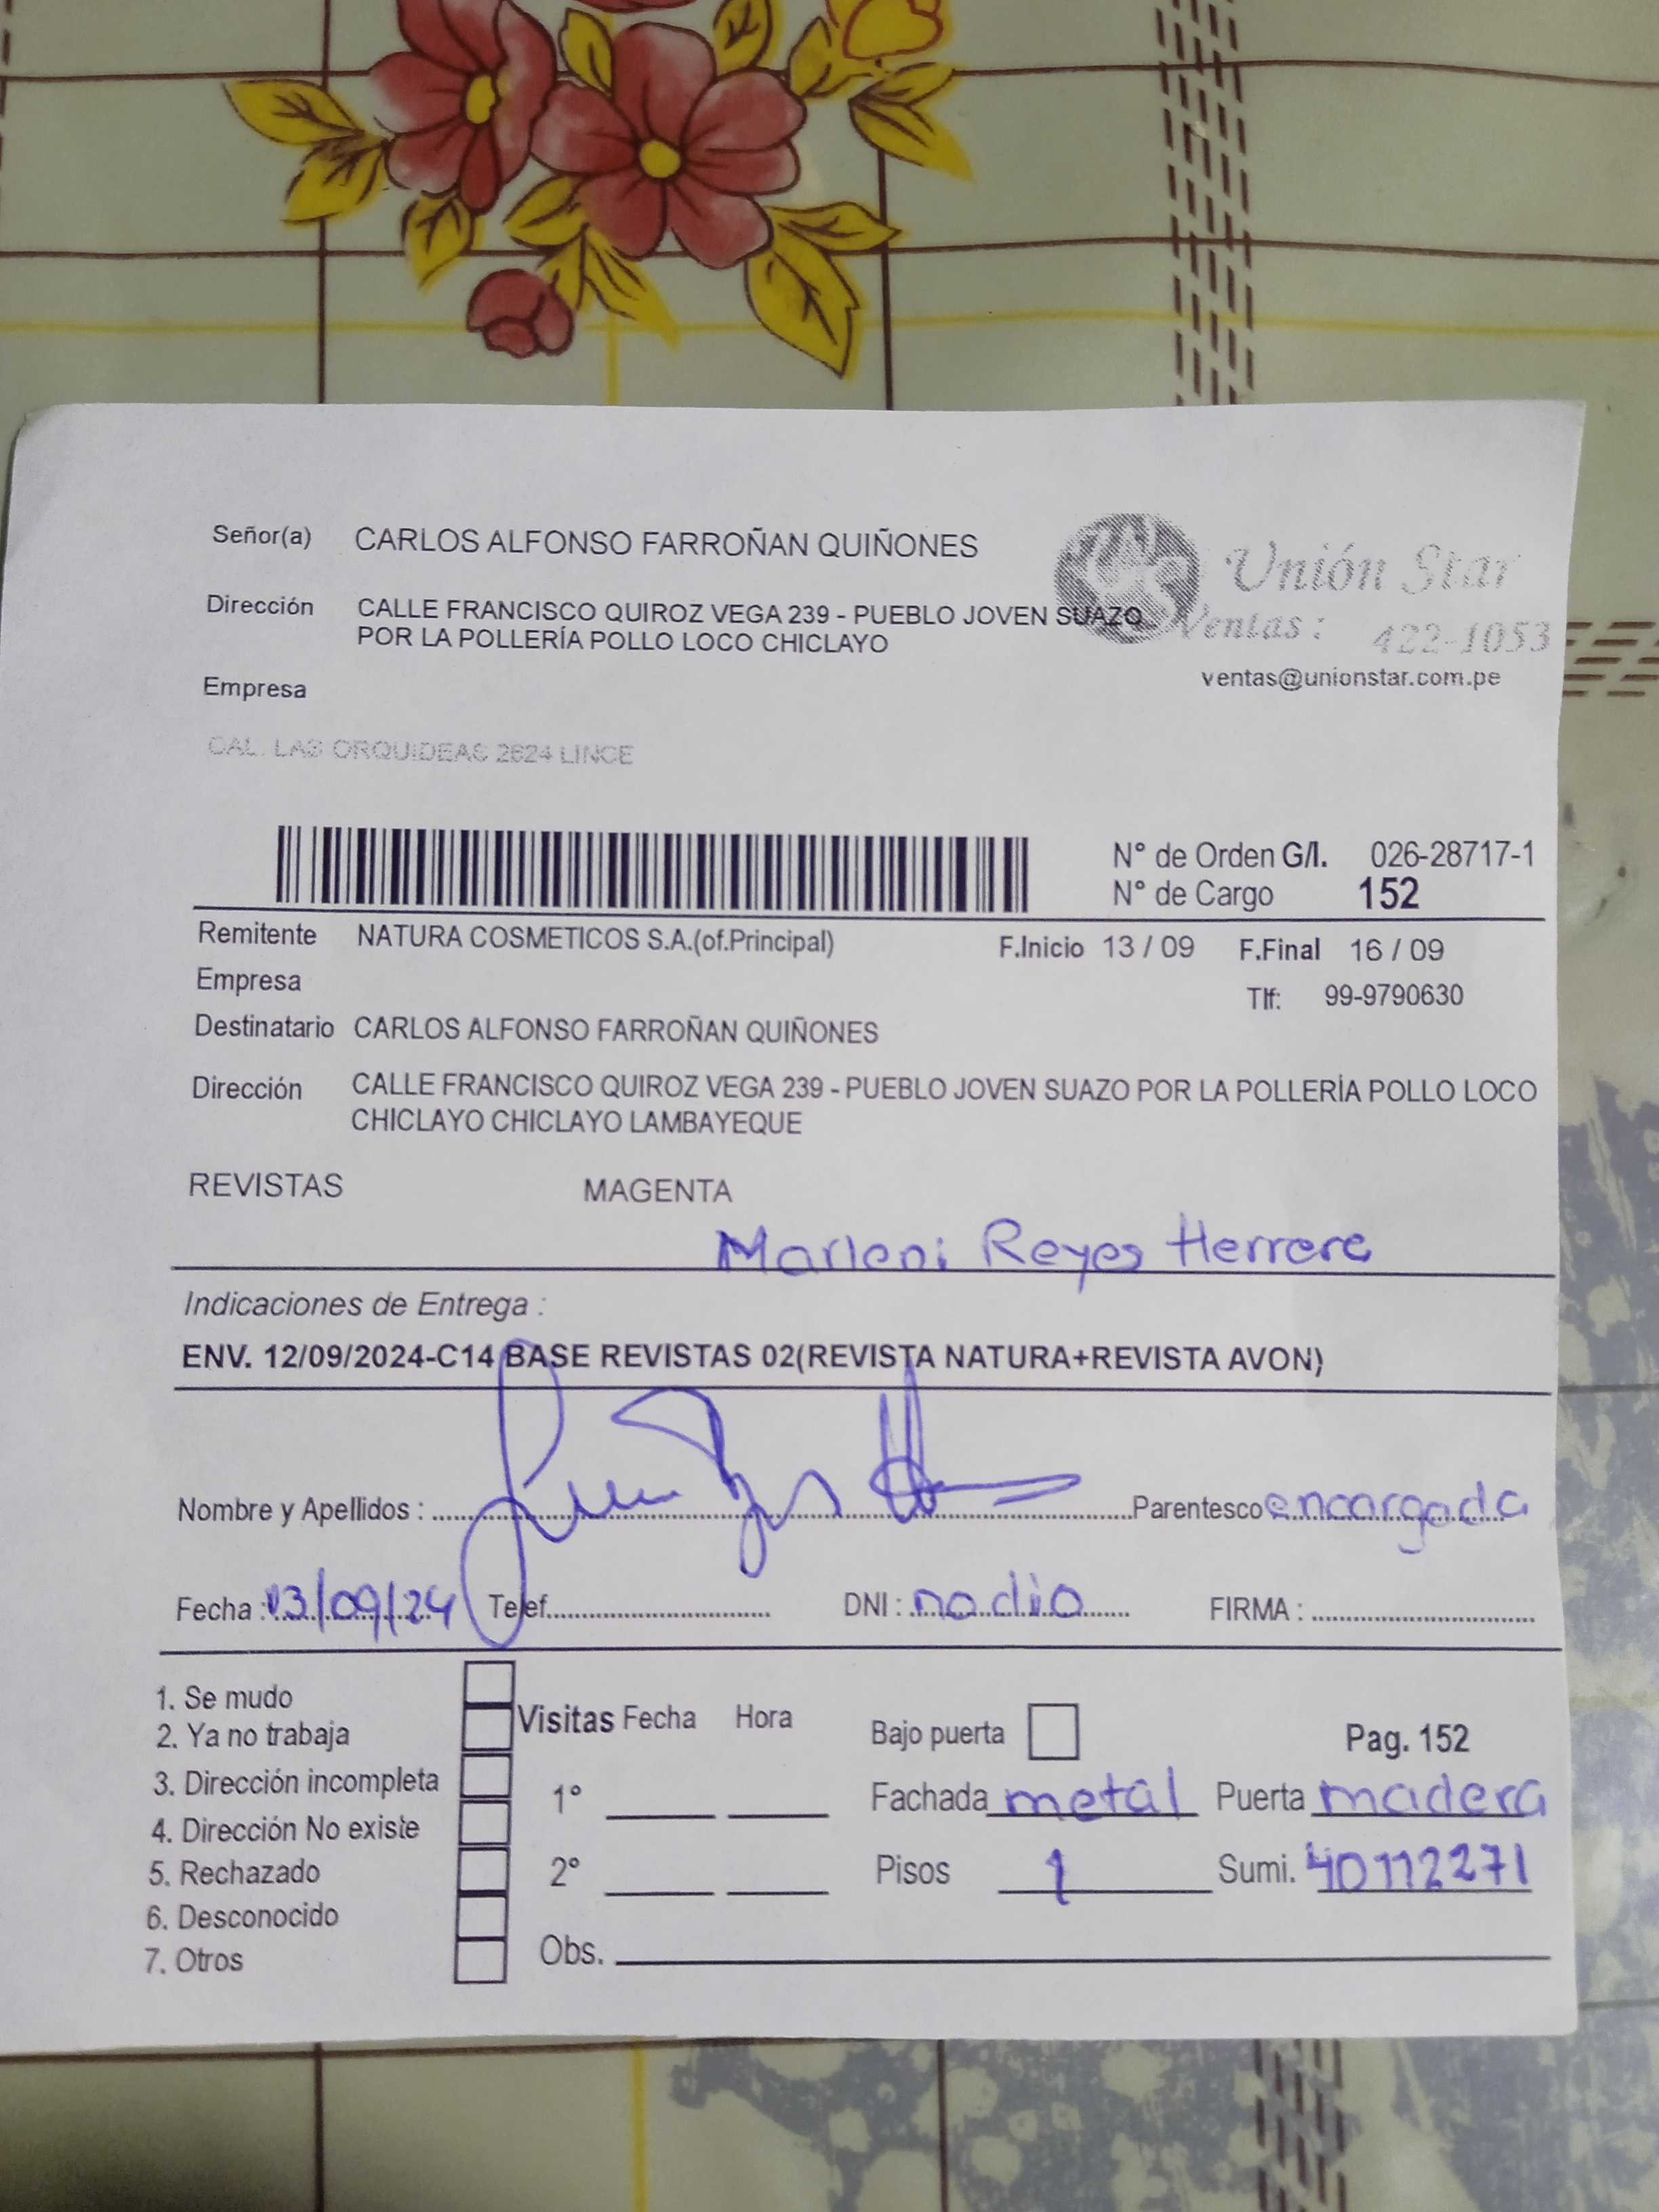 Señor(a) CARLOS ALFONSO FARROÑAN QUIÑONES
Unión Star
Dirección CALLE FRANCISCO QUIROZ VEGA 239 - PUEBLO JOVEN SUAZO
POR LA POLLERÍA POLLO LOCO CHICLAYO
Ventas : 422-1053
ventas@unionstar.com.pe
Empresa
CAL. LAS ORQUIDEAS 2624 LINCE
N° de Orden G/I. 026-28717-1
N° de Cargo 152
Remitente NATURA COSMETICOS S.A.(of.Principal) F.Inicio 13 / 09 F.Final 16 / 09
Empresa Tlf: 99-9790630
Destinatario CARLOS ALFONSO FARROÑAN QUIÑONES
Dirección CALLE FRANCISCO QUIROZ VEGA 239 - PUEBLO JOVEN SUAZO POR LA POLLERÍA POLLO LOCO
CHICLAYO CHICLAYO LAMBAYEQUE
REVISTAS MAGENTA
Marleni Reyes Herrera
Indicaciones de Entrega :
ENV. 12/09/2024-C14 BASE REVISTAS 02(REVISTA NATURA+REVISTA AVON)
Nombre y Apellidos : Parentesco encargada
Fecha : 13/09/24 Telef. DNI : no dio FIRMA :
1. Se mudo
2. Ya no trabaja
3. Dirección incompleta
4. Dirección No existe
5. Rechazado
6. Desconocido
7. Otros
Visitas Fecha Hora
1°
2°
Obs.
Bajo puerta Pag. 152
Fachada metal Puerta madera
Pisos 1 Sumi. 40112271